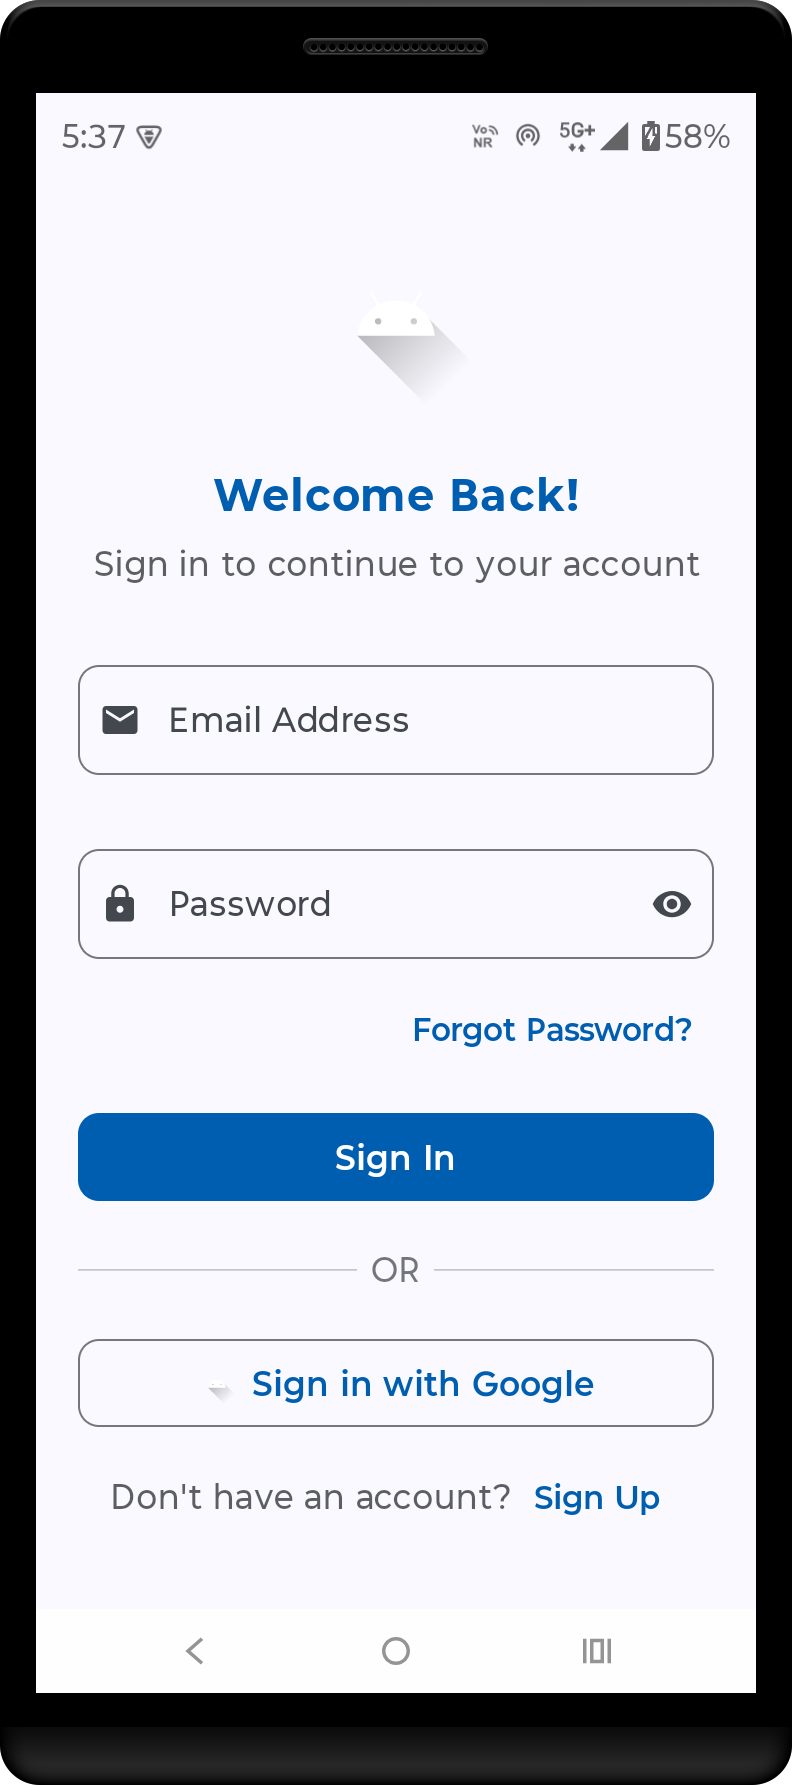 5:37 Vo NR 5G+ 58%
Welcome Back!
Sign in to continue to your account
Email Address
Password
Forgot Password?
Sign In
OR
Sign in with Google
Don't have an account? Sign Up